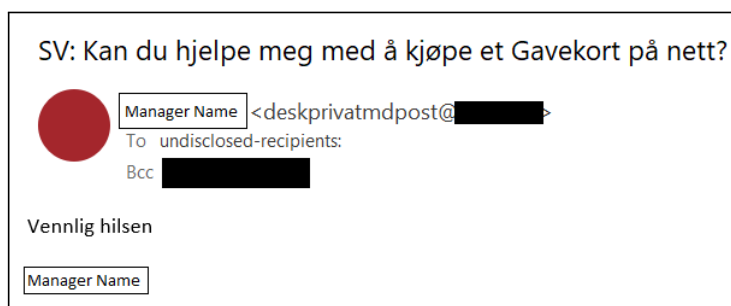 SV: Kan du hjelpe meg med å kjøpe et Gavekort på nett?
Manager Name <deskprivatmdpost@ >
To undisclosed-recipients:
Bcc
Vennlig hilsen
Manager Name